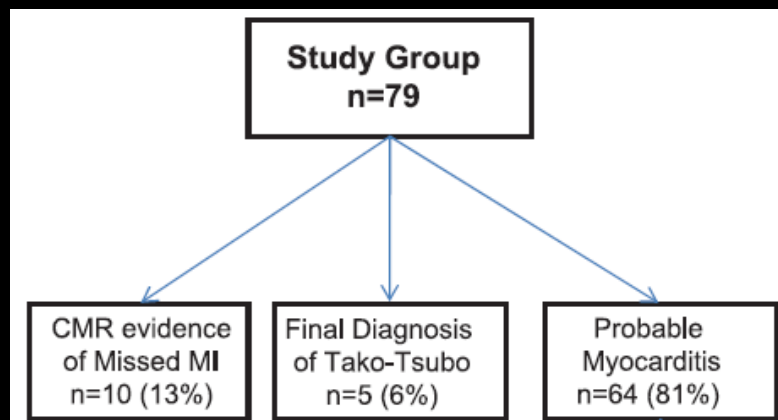 Study Group
n=79
CMR evidence
of Missed MI
n=10 (13%)
Final Diagnosis
of Tako-Tsubo
n=5 (6%)
Probable
Myocarditis
n=64 (81%)